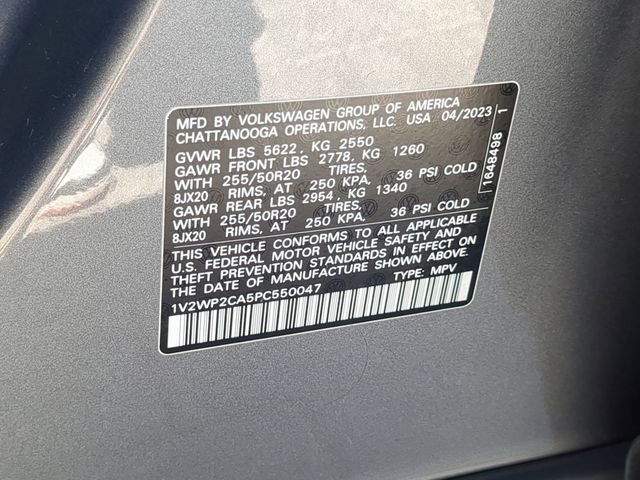 MFD BY VOLKSWAGEN GROUP OF AMERICA
CHATTANOOGA OPERATIONS, LLC. USA 04/2023
GVWR LBS 5622, KG 2550
GAWR FRONT LBS 2778, KG 1260
WITH 255/50R20 TIRES,
8JX20 RIMS, AT 250 KPA, 36 PSI COLD
GAWR REAR LBS 2954, KG 1340
WITH 255/50R20 TIRES,
8JX20 RIMS, AT 250 KPA, 36 PSI COLD
THIS VEHICLE CONFORMS TO ALL APPLICABLE
U.S. FEDERAL MOTOR VEHICLE SAFETY AND
THEFT PREVENTION STANDARDS IN EFFECT ON
THE DATE OF MANUFACTURE SHOWN ABOVE.
1V2WP2CA5PC550047 TYPE: MPV
1648498 1